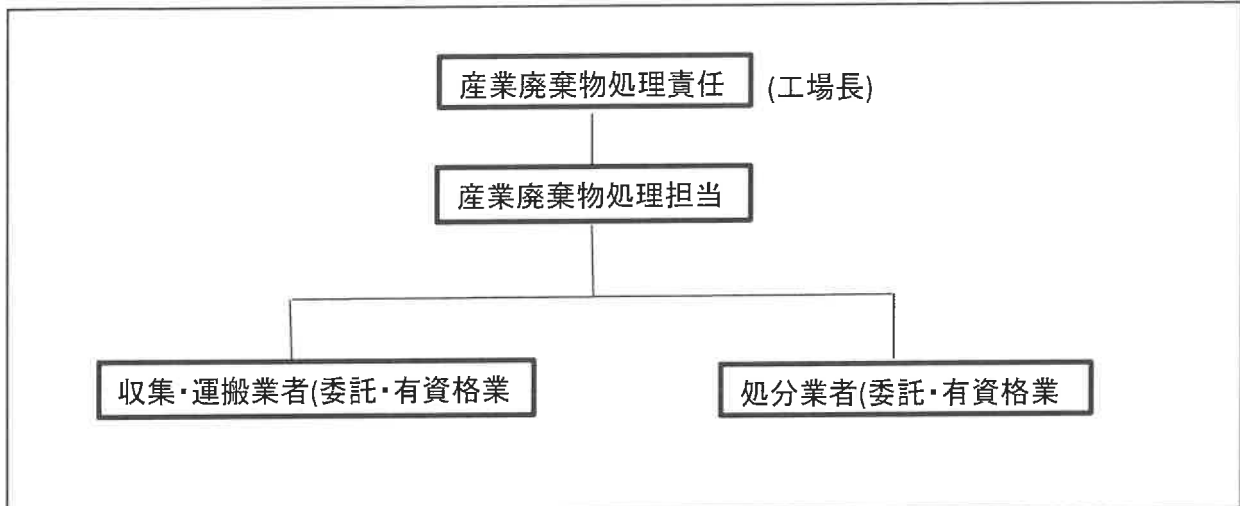 産業廃棄物処理責任 (工場長)
産業廃棄物処理担当
収集・運搬業者(委託・有資格業
処分業者(委託・有資格業